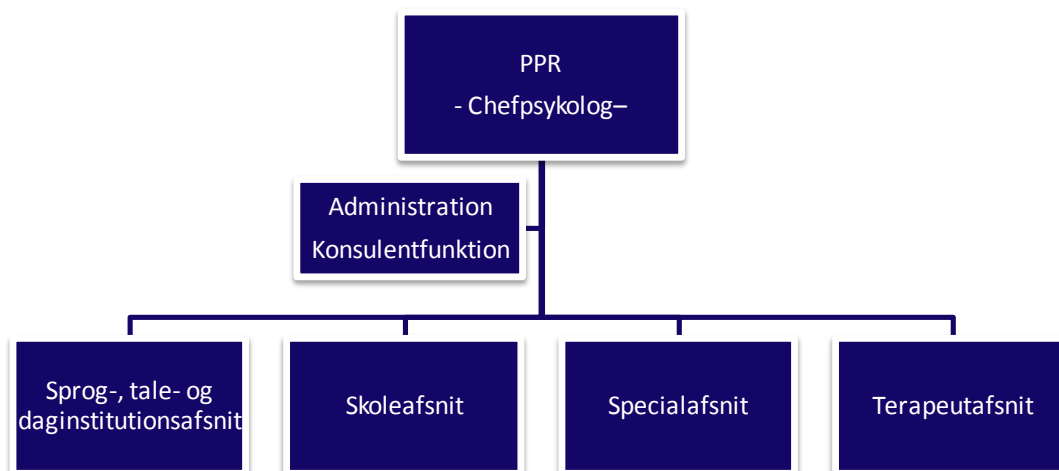 PPR
- Chefpsykolog–
Administration
Konsulentfunktion
Sprog-, tale- og
daginstitutionsafsnit
Skoleafsnit
Specialafsnit
Terapeutafsnit